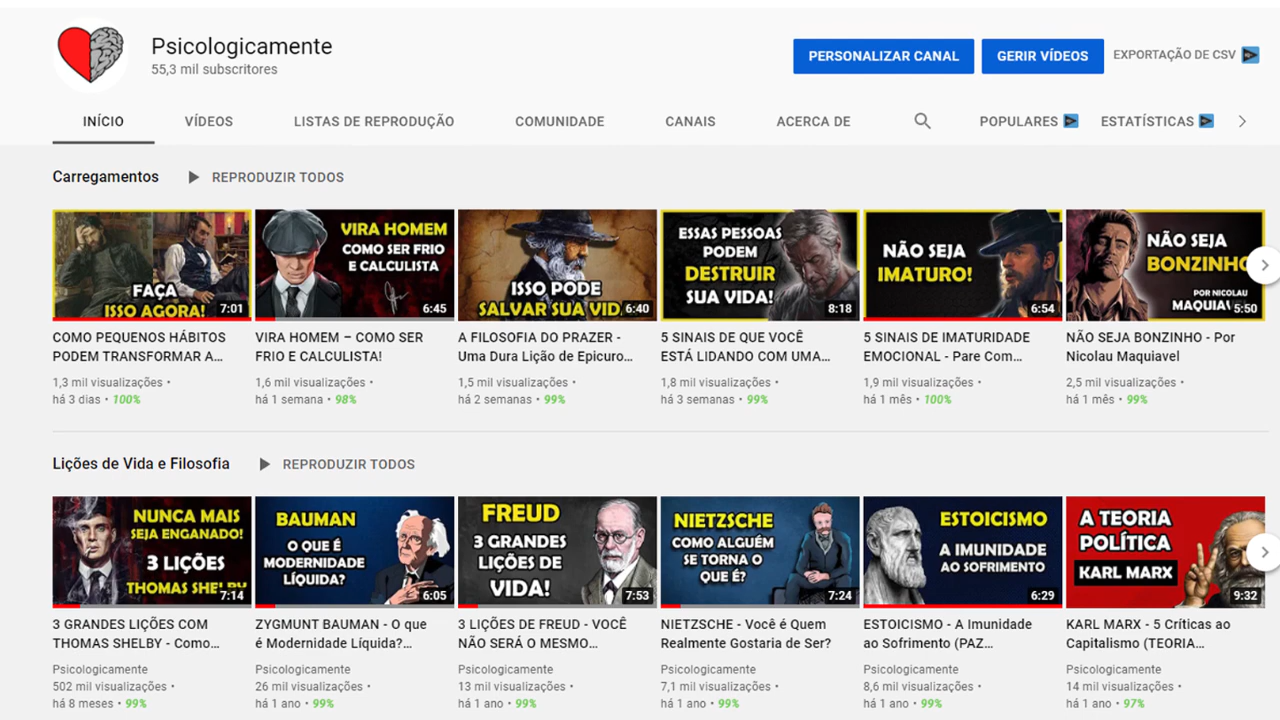 Psicologicamente
55,3 mil subscritores
PERSONALIZAR CANAL
GERIR VÍDEOS
EXPORTAÇÃO DE CSV
INÍCIO
VÍDEOS
LISTAS DE REPRODUÇÃO
COMUNIDADE
CANAIS
ACERCA DE
POPULARES
ESTATÍSTICAS
Carregamentos
REPRODUZIR TODOS
FAÇA
ISSO AGORA!
7:01
COMO PEQUENOS HÁBITOS
PODEM TRANSFORMAR A...
1,3 mil visualizações •
há 3 dias • 100%
VIRA HOMEM
COMO SER FRIO
E CALCULISTA
6:45
VIRA HOMEM – COMO SER
FRIO E CALCULISTA!
1,6 mil visualizações •
há 1 semana • 98%
ISSO PODE
SALVAR SUA VID
6:40
A FILOSOFIA DO PRAZER -
Uma Dura Lição de Epicuro...
1,5 mil visualizações •
há 2 semanas • 99%
ESSAS PESSOAS
PODEM
DESTRUIR
SUA VIDA!
8:18
5 SINAIS DE QUE VOCÊ
ESTÁ LIDANDO COM UMA...
1,8 mil visualizações •
há 3 semanas • 99%
NÃO SEJA
IMATURO!
6:54
5 SINAIS DE IMATURIDADE
EMOCIONAL - Pare Com...
1,9 mil visualizações •
há 1 mês • 100%
NÃO SEJA
BONZINHO
POR NICOLAU
MAQUIAV
5:50
NÃO SEJA BONZINHO - Por
Nicolau Maquiavel
2,5 mil visualizações •
há 1 mês • 99%
Lições de Vida e Filosofia
REPRODUZIR TODOS
NUNCA MAIS
SEJA ENGANADO!
3 LIÇÕES
THOMAS SHELBY
7:14
3 GRANDES LIÇÕES COM
THOMAS SHELBY - Como...
Psicologicamente
502 mil visualizações •
há 8 meses • 99%
BAUMAN
O QUE É
MODERNIDADE
LÍQUIDA?
6:05
ZYGMUNT BAUMAN - O que
é Modernidade Líquida?...
Psicologicamente
26 mil visualizações •
há 1 ano • 99%
FREUD
3 GRANDES
LIÇÕES DE
VIDA!
7:53
3 LIÇÕES DE FREUD - VOCÊ
NÃO SERÁ O MESMO...
Psicologicamente
13 mil visualizações •
há 1 ano • 99%
NIETZSCHE
COMO ALGUÉM
SE TORNA O
QUE É?
7:24
NIETZSCHE - Você é Quem
Realmente Gostaria de Ser?
Psicologicamente
7,1 mil visualizações •
há 1 ano • 99%
ESTOICISMO
A IMUNIDADE
AO SOFRIMENTO
6:29
ESTOICISMO - A Imunidade
ao Sofrimento (PAZ...
Psicologicamente
8,6 mil visualizações •
há 1 ano • 99%
A TEORIA
POLÍTICA
KARL MARX
9:32
KARL MARX - 5 Críticas ao
Capitalismo (TEORIA...
Psicologicamente
14 mil visualizações •
há 1 ano • 97%